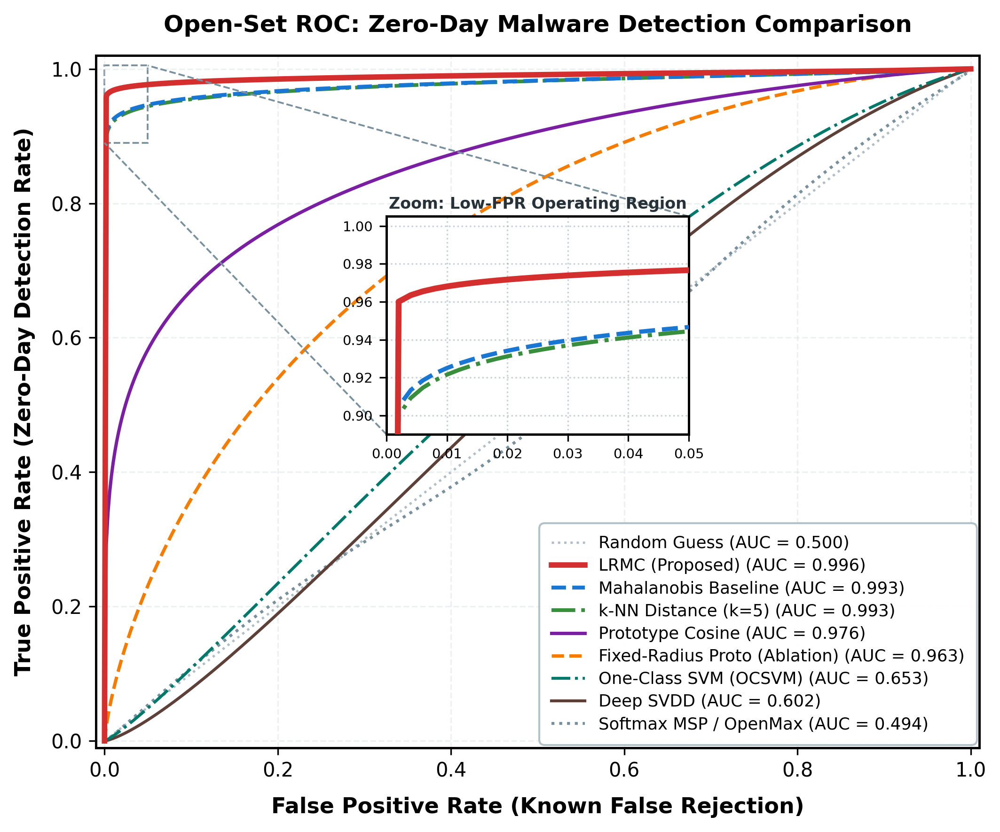 Open-Set ROC: Zero-Day Malware Detection Comparison
True Positive Rate (Zero-Day Detection Rate)
1.0
0.8
0.6
0.4
0.2
0.0
Zoom: Low-FPR Operating Region
1.00
0.98
0.96
0.94
0.92
0.90
0.00 0.01 0.02 0.03 0.04 0.05
Random Guess (AUC = 0.500)
LRMC (Proposed) (AUC = 0.996)
Mahalanobis Baseline (AUC = 0.993)
k-NN Distance (k=5) (AUC = 0.993)
Prototype Cosine (AUC = 0.976)
Fixed-Radius Proto (Ablation) (AUC = 0.963)
One-Class SVM (OCSVM) (AUC = 0.653)
Deep SVDD (AUC = 0.602)
Softmax MSP / OpenMax (AUC = 0.494)
0.0 0.2 0.4 0.6 0.8 1.0
False Positive Rate (Known False Rejection)